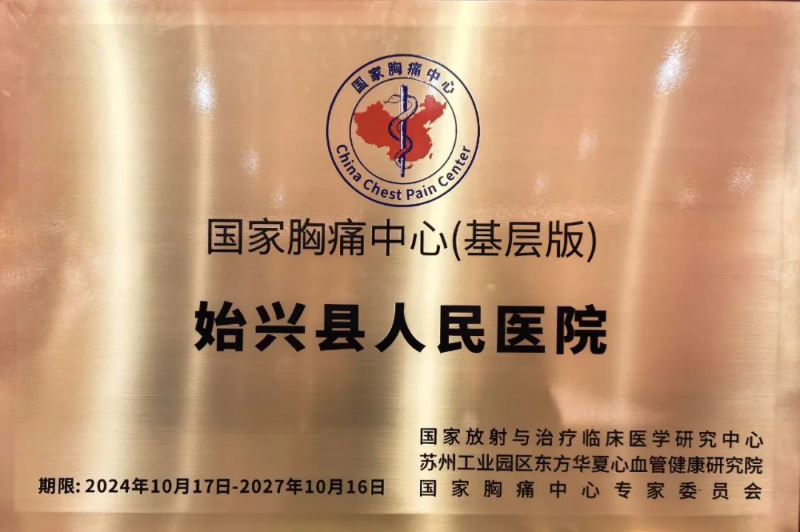 国家胸痛中心
China Chest Pain Center
国家胸痛中心(基层版)
始兴县人民医院
国家放射与治疗临床医学研究中心
苏州工业园区东方华夏心血管健康研究院
期限: 2024年10月17日-2027年10月16日
国家胸痛中心专家委员会